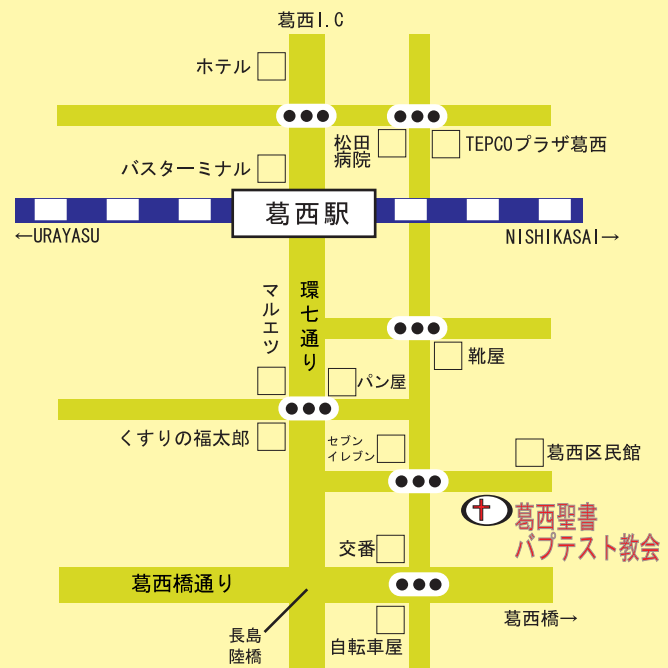 葛西I.C
ホテル
松田
病院
TEPCOプラザ葛西
バスターミナル
葛西駅
←URAYASU
NISHIKASAI→
マルエツ
環七通り
靴屋
パン屋
くすりの福太郎
セブン
イレブン
葛西区民館
葛西聖書
バプテスト教会
交番
葛西橋通り
葛西橋→
長島
陸橋
自転車屋